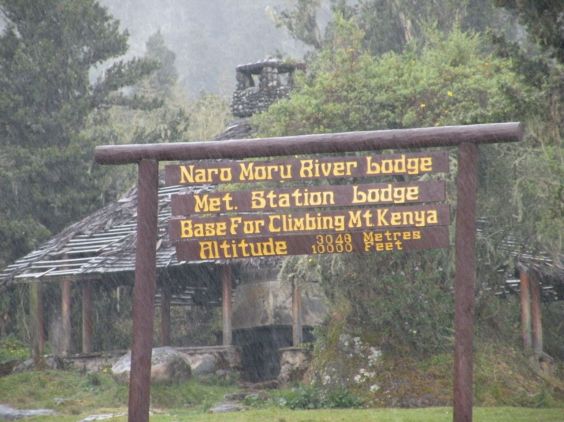 Naro Moru River Lodge
Met. Station Lodge
Base For Climbing Mt Kenya
Altitude 3048 Metres
10000 Feet